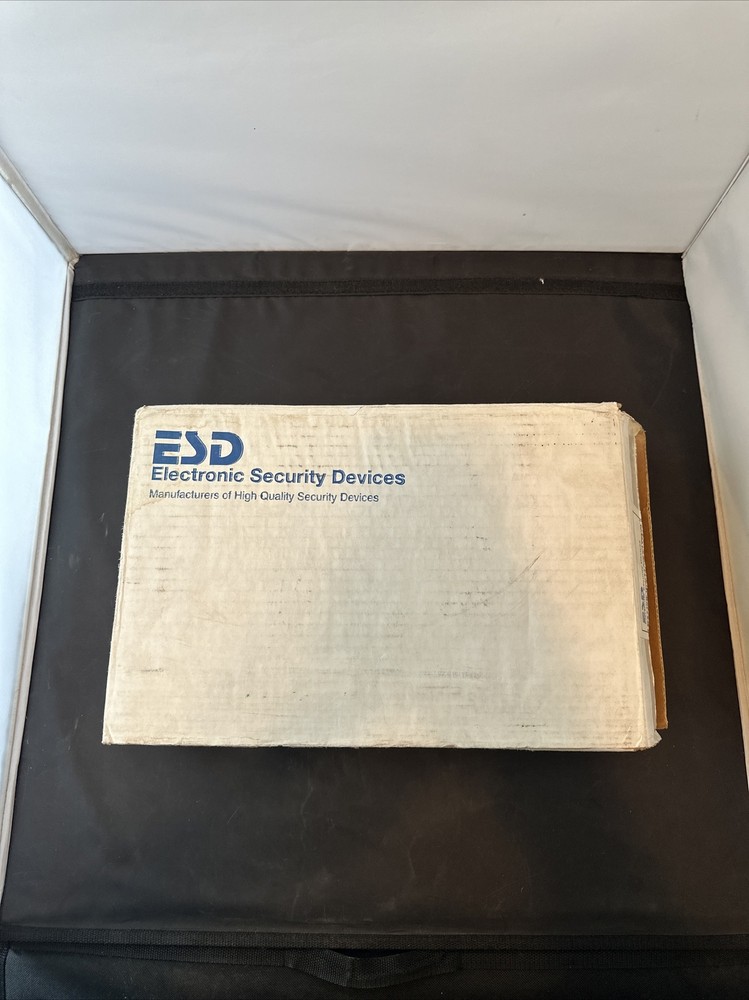 ESD
Electronic Security Devices
Manufacturers of High Quality Security Devices